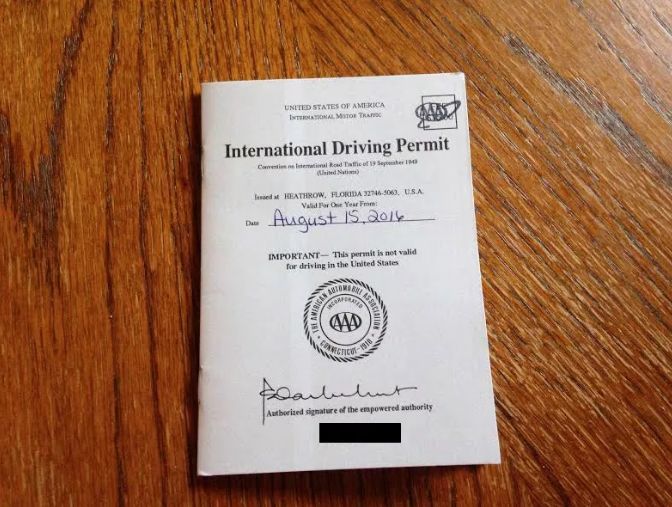 UNITED STATES OF AMERICA
INTERNATIONAL MOTOR TRAFFIC
AAA
International Driving Permit
Convention on International Road Traffic of 19 September 1949
(United Nations)
Issued at HEATHROW, FLORIDA 32746-5063, U.S.A.
Valid For One Year From:
Date August 15, 2016
IMPORTANT— This permit is not valid
for driving in the United States
THE AMERICAN AUTOMOBILE ASSOCIATION
INCORPORATED
AAA
CONNECTICUT-1910
Authorized signature of the empowered authority